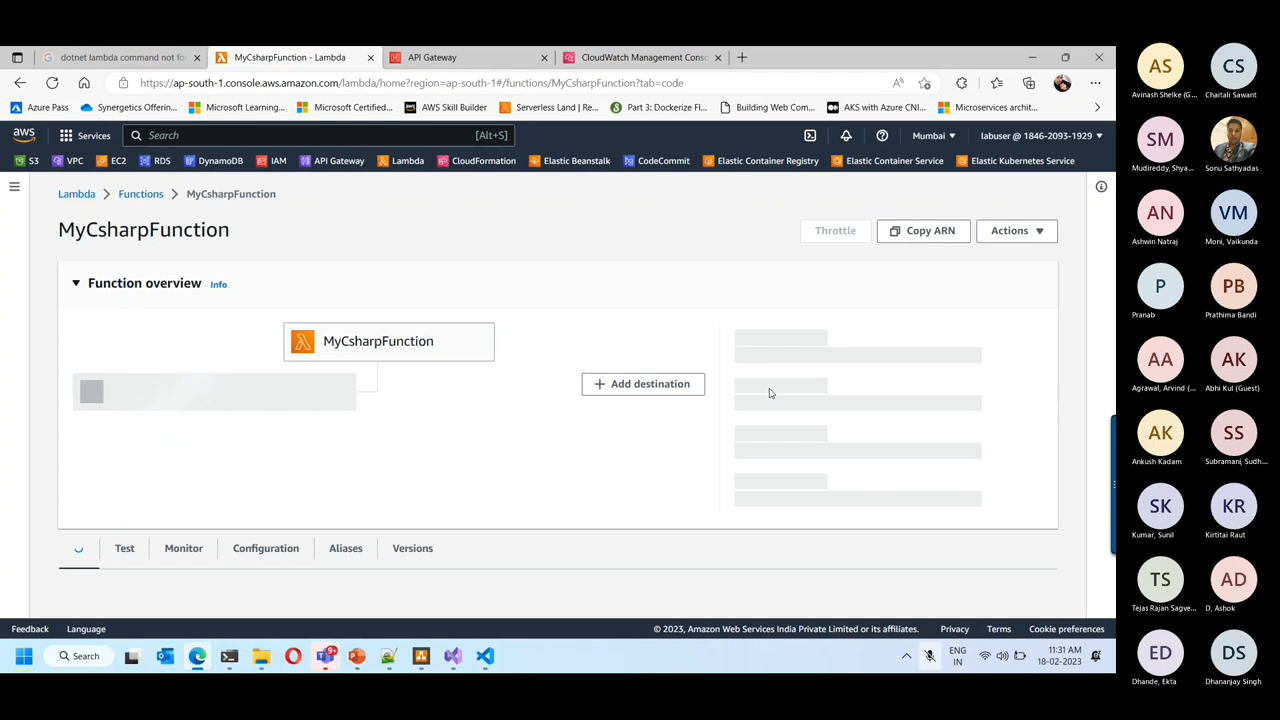 dotnet lambda command not fo
MyCsharpFunction - Lambda
API Gateway
CloudWatch Management Cons
https://ap-south-1.console.aws.amazon.com/lambda/home?region=ap-south-1#/functions/MyCsharpFunction?tab=code
Azure Pass
Synergetics Offering...
Microsoft Learning...
Microsoft Certified...
AWS Skill Builder
Serverless Land | Re...
Part 3: Dockerize Fl...
Building Web Com...
AKS with Azure CNI...
Microservices archit...
aws
Services
Search
[Alt+S]
Mumbai
labuser @ 1846-2093-1929
S3
VPC
EC2
RDS
DynamoDB
IAM
API Gateway
Lambda
CloudFormation
Elastic Beanstalk
CodeCommit
Elastic Container Registry
Elastic Container Service
Elastic Kubernetes Service
Lambda
Functions
MyCsharpFunction
MyCsharpFunction
Throttle
Copy ARN
Actions
Function overview
Info
MyCsharpFunction
+ Add destination
Test
Monitor
Configuration
Aliases
Versions
Feedback
Language
© 2023, Amazon Web Services India Private Limited or its affiliates.
Privacy
Terms
Cookie preferences
Search
9+
ENG
IN
11:31 AM
18-02-2023
AS
Avinash Shelke (G...
CS
Chaitali Sawant
SM
Mudireddy, Shya...
Sonu Sathyadas
AN
Ashwin Natraj
VM
Moni, Vaikunda
P
Pranab
PB
Prathima Bandi
AA
Agrawal, Arvind (...
AK
Abhi Kul (Guest)
AK
Ankush Kadam
SS
Subramani, Sudh...
SK
Kumar, Sunil
KR
Kirtitai Raut
TS
Tejas Rajan Sagve...
AD
D, Ashok
ED
Dhande, Ekta
DS
Dhananjay Singh